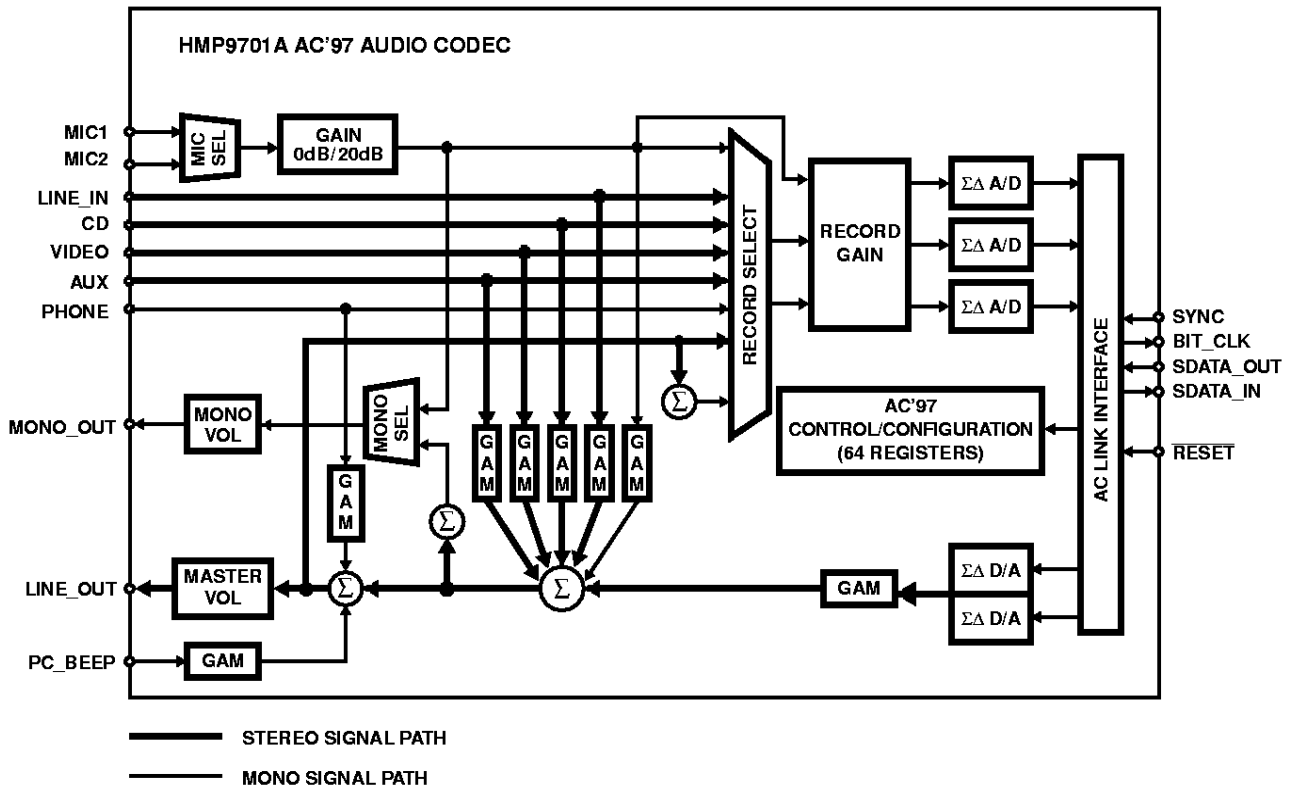 HMP9701A AC'97 AUDIO CODEC
MIC1
MIC2
MIC SEL
GAIN
0dB/20dB
LINE_IN
CD
VIDEO
AUX
PHONE
RECORD SELECT
RECORD
GAIN
ΣΔ A/D
ΣΔ A/D
ΣΔ A/D
AC LINK INTERFACE
SYNC
BIT_CLK
SDATA_OUT
SDATA_IN
RESET
AC'97
CONTROL/CONFIGURATION
(64 REGISTERS)
MONO_OUT
MONO
VOL
MONO SEL
Σ
GAM
GAM
GAM
GAM
GAM
GAM
Σ
LINE_OUT
MASTER
VOL
Σ
Σ
GAM
ΣΔ D/A
ΣΔ D/A
PC_BEEP
GAM
STEREO SIGNAL PATH
MONO SIGNAL PATH